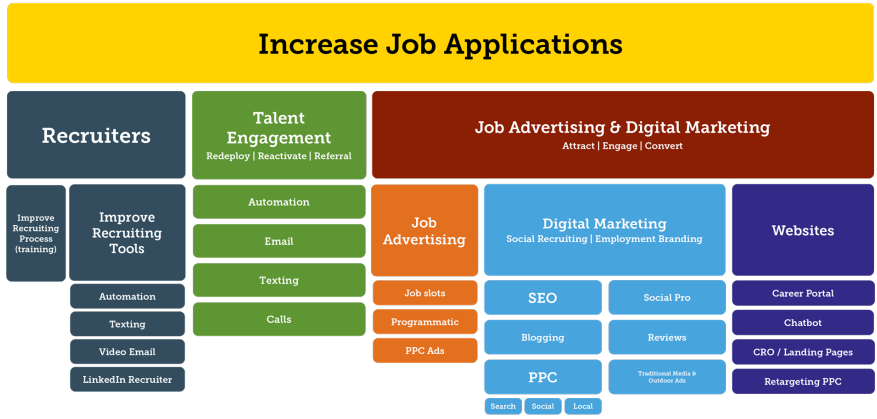 Increase Job Applications
Recruiters
Talent
Engagement
Redeploy | Reactivate | Referral
Job Advertising & Digital Marketing
Attract | Engage | Convert
Improve
Recruiting
Process
(training)
Improve
Recruiting
Tools
Automation
Texting
Video Email
LinkedIn Recruiter
Automation
Email
Texting
Calls
Job
Advertising
Job slots
Programmatic
PPC Ads
Digital Marketing
Social Recruiting | Employment Branding
SEO
Social Pro
Blogging
Reviews
PPC
Traditional Media &
Outdoor Ads
Search
Social
Local
Websites
Career Portal
Chatbot
CRO / Landing Pages
Retargeting PPC